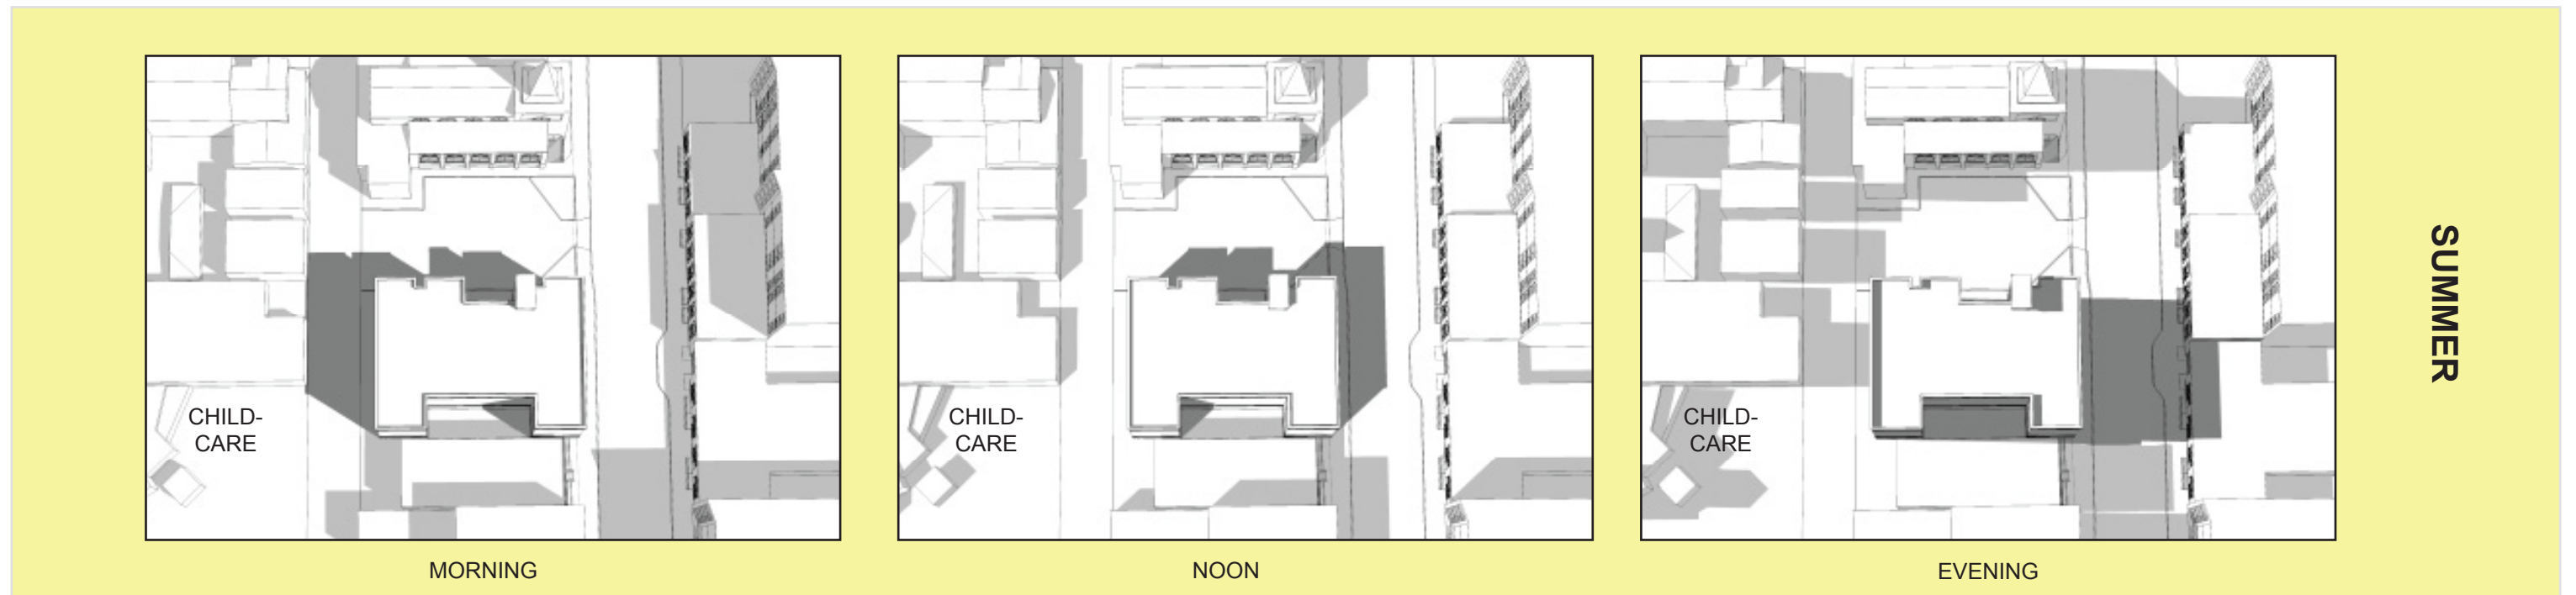 CHILD-
CARE
CHILD-
CARE
CHILD-
CARE
MORNING
NOON
EVENING
SUMMER